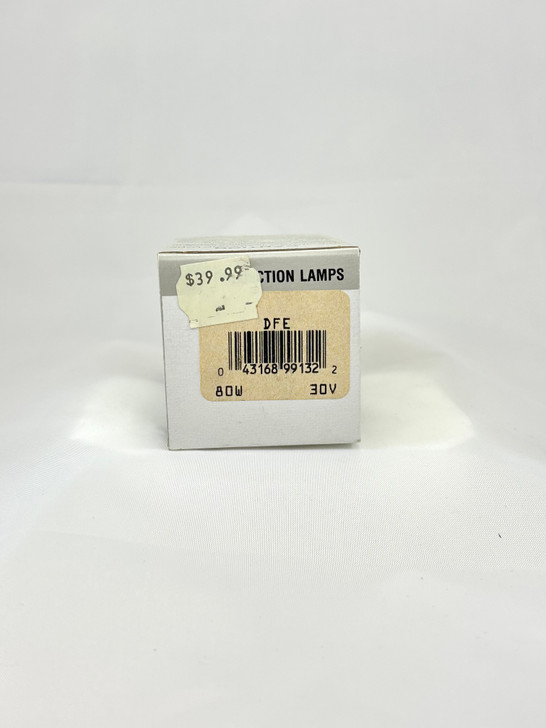 $39.99
CTION LAMPS
DFE
0 43168 99132 2
80W 30V